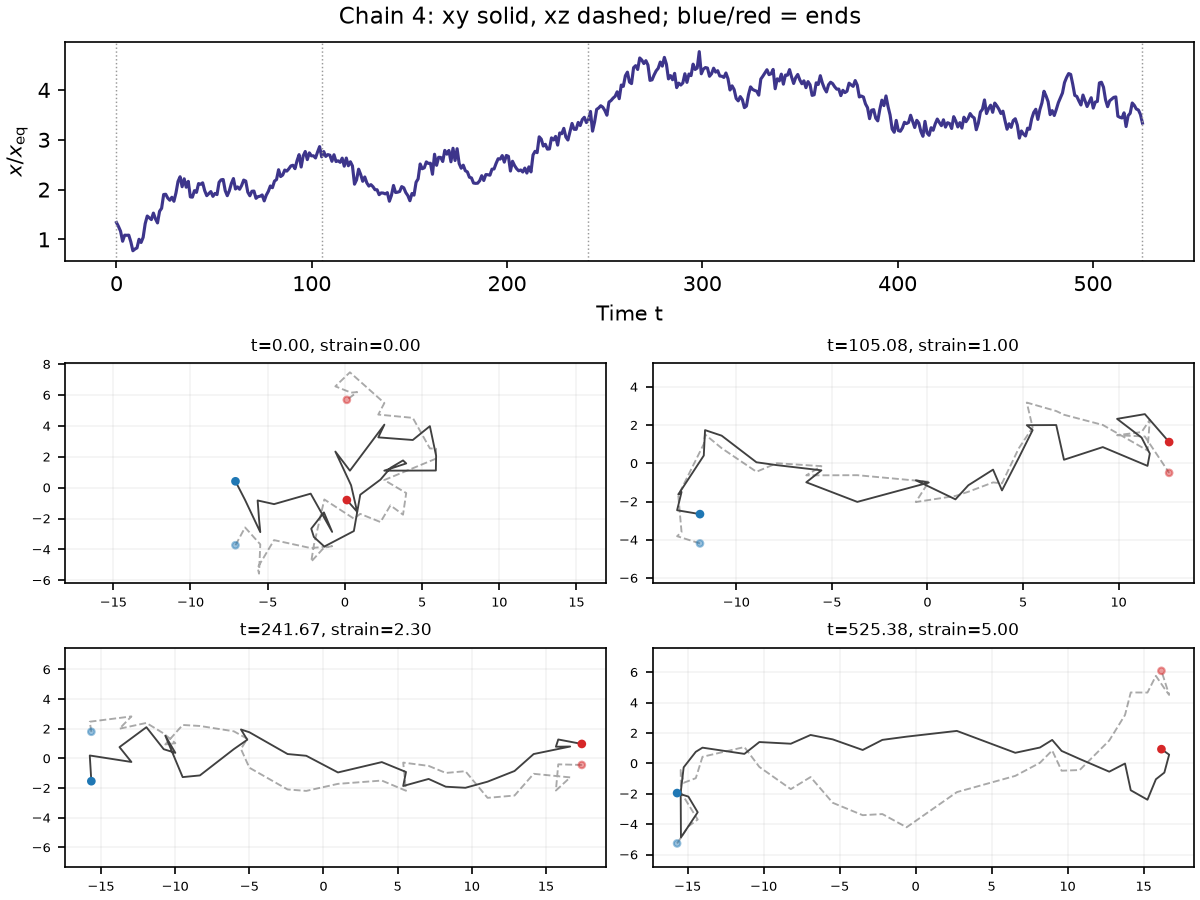 Chain 4: xy solid, xz dashed; blue/red = ends
4
3
2
1
x/x_eq
0 100 200 300 400 500
Time t
t=0.00, strain=0.00
8
6
4
2
0
−2
−4
−6
−15 −10 −5 0 5 10 15
t=105.08, strain=1.00
4
2
0
−2
−4
−6
−10 −5 0 5 10
t=241.67, strain=2.30
6
4
2
0
−2
−4
−6
−15 −10 −5 0 5 10 15
t=525.38, strain=5.00
6
4
2
0
−2
−4
−6
−15 −10 −5 0 5 10 15